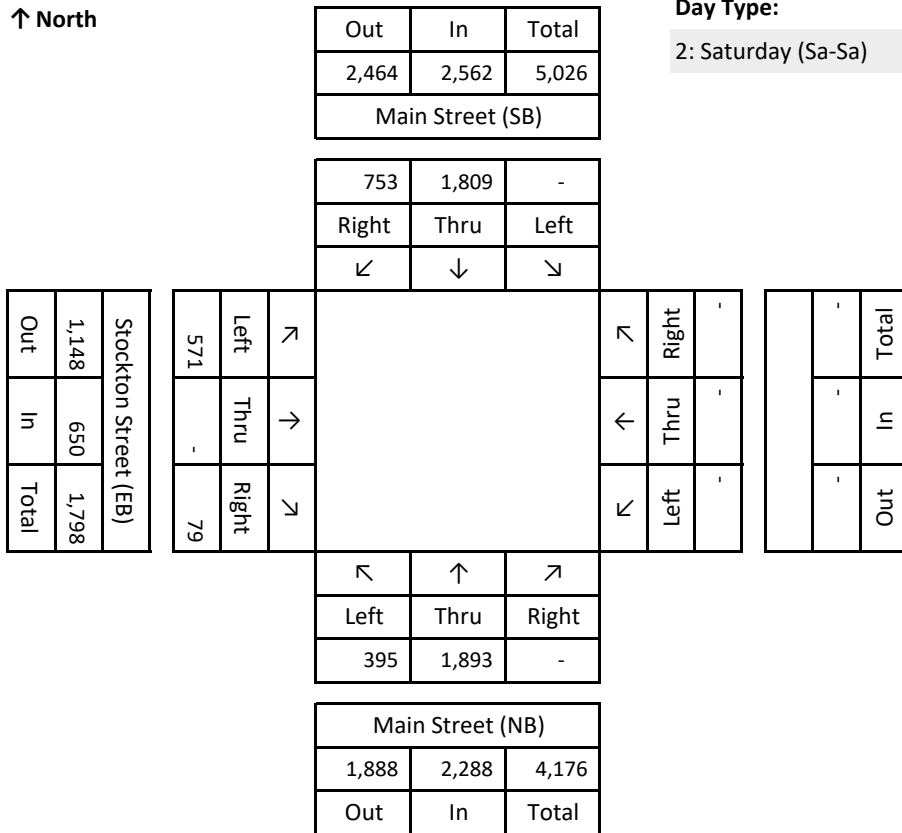 ↑ North
Day Type:
2: Saturday (Sa-Sa)
Out In Total
2,464 2,562 5,026
Main Street (SB)
753 1,809 -
Right Thru Left
↙ ↓ ↘
Out In Total
1,148 650 1,798
Stockton Street (EB)
571 - 79
Left Thru Right
↗ → ↘
↗ ← ↙
Right Thru Left
- - -
- - -
Total In Out
↖ ↑ ↗
Left Thru Right
395 1,893 -
Main Street (NB)
1,888 2,288 4,176
Out In Total